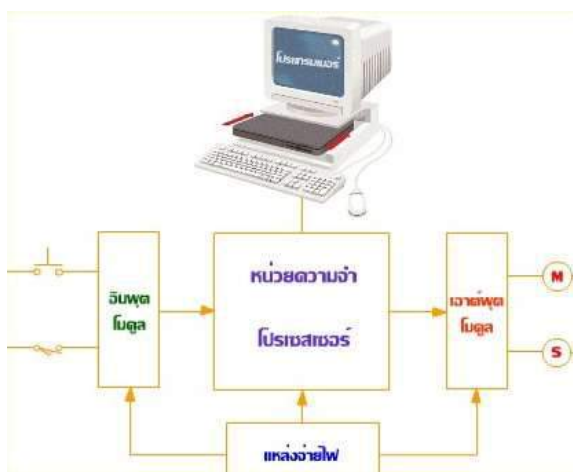 โปรแกรมเมอร์
หน่วยความจำ
โปรเซสเซอร์
อินพุต
โมดูล
เอาต์พุต
โมดูล
M
S
แหล่งจ่ายไฟ